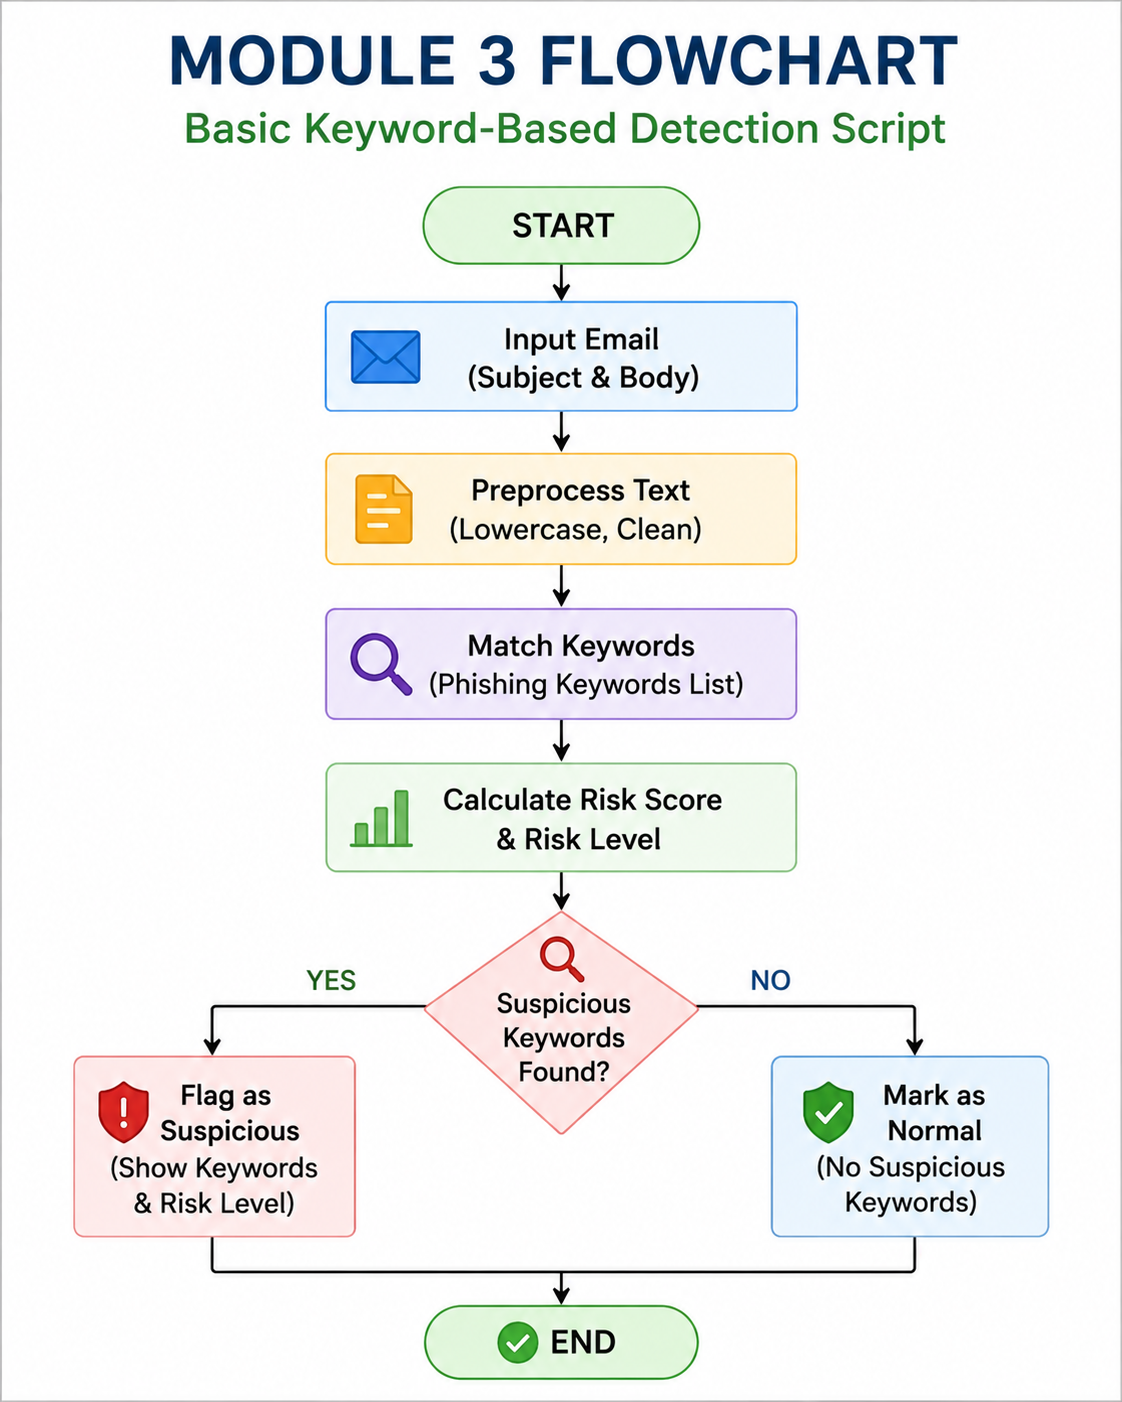 MODULE 3 FLOWCHART
Basic Keyword-Based Detection Script
START
Input Email
(Subject & Body)
Preprocess Text
(Lowercase, Clean)
Match Keywords
(Phishing Keywords List)
Calculate Risk Score
& Risk Level
Suspicious
Keywords
Found?
YES
NO
Flag as
Suspicious
(Show Keywords
& Risk Level)
Mark as
Normal
(No Suspicious
Keywords)
END